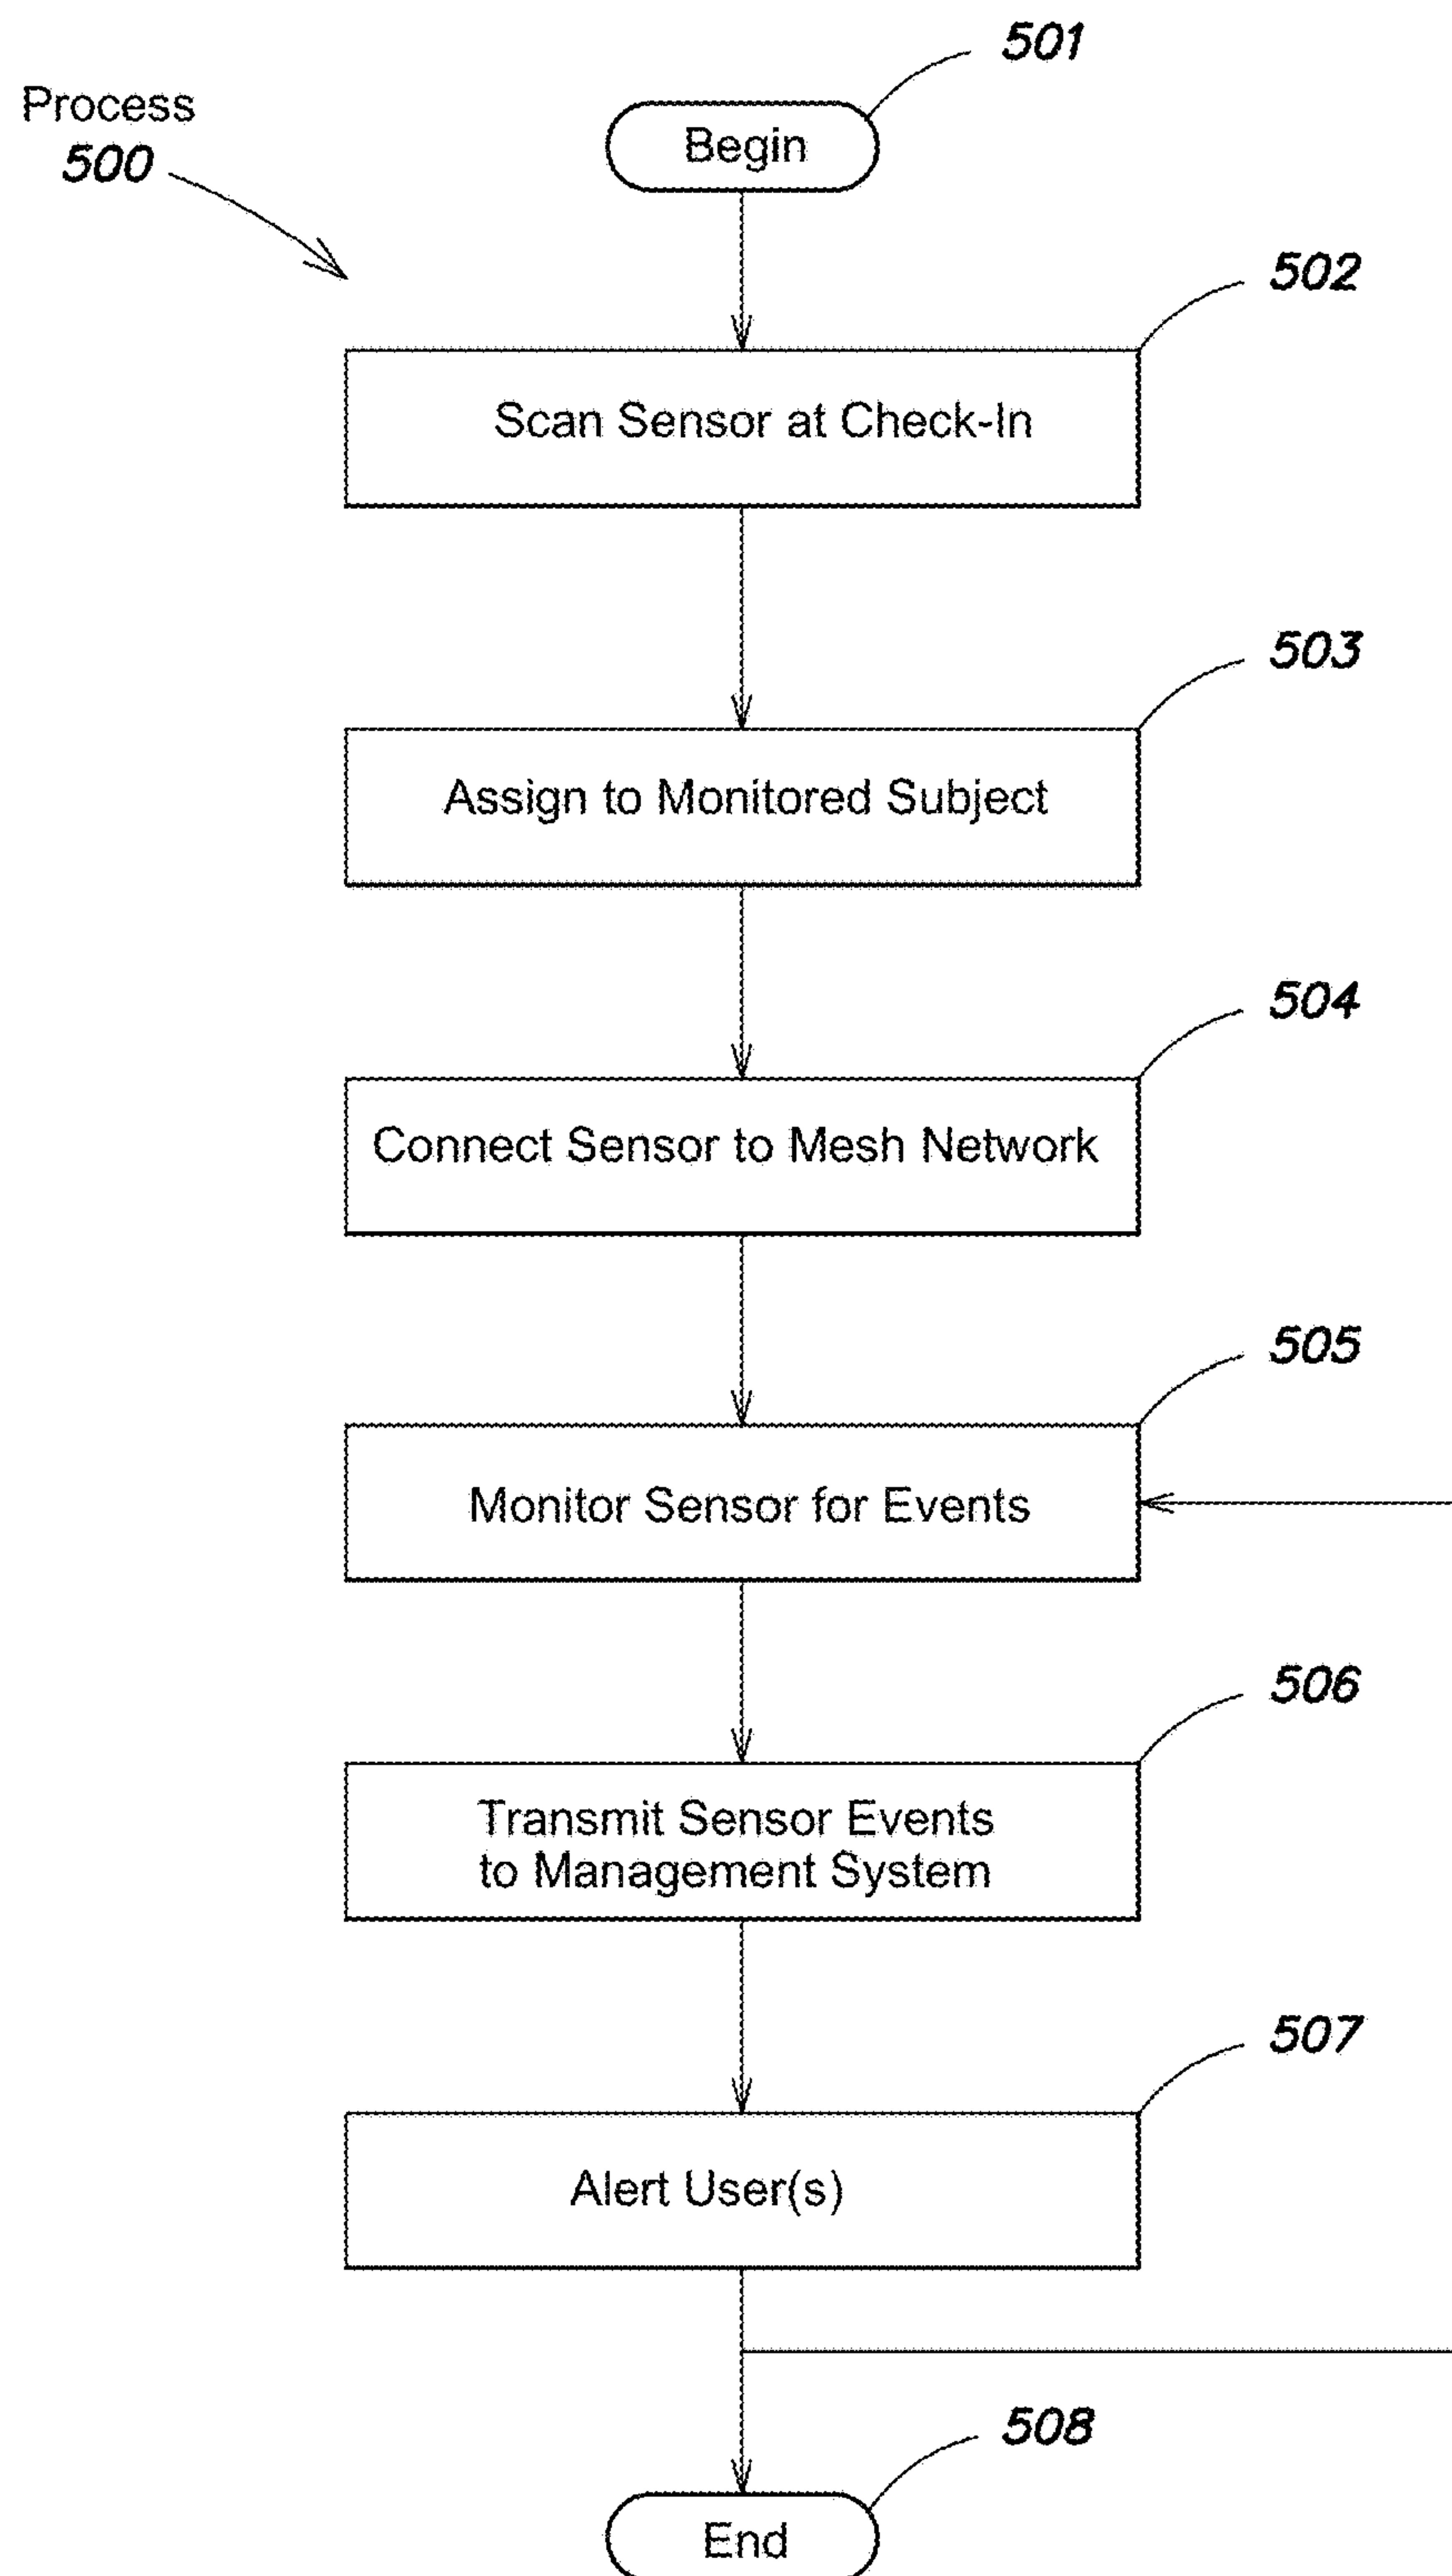 501
Process
500
Begin
502
Scan Sensor at Check-In
503
Assign to Monitored Subject
504
Connect Sensor to Mesh Network
505
Monitor Sensor for Events
506
Transmit Sensor Events
to Management System
507
Alert User(s)
508
End